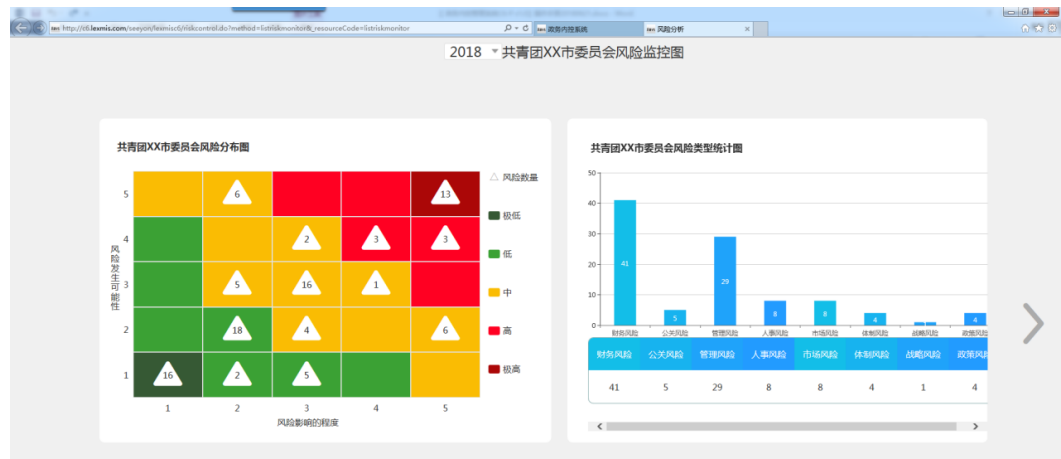 http://c6.lexmis.com/seeyon/lexmisc6/riskcontrol.do?method=listriskmonitor&_resourceCode=listriskmonitor
政务内控系统
风险分析
2018 共青团XX市委员会风险监控图
共青团XX市委员会风险分布图
风险数量
极低
低
中
高
极高
风险发生可能性
5
6
13
4
2
3
3
3
5
16
1
2
18
4
6
1
16
2
5
1
2
3
4
5
风险影响的程度
共青团XX市委员会风险类型统计图
50
40
30
20
10
0
41
5
29
8
8
4
4
财务风险 公关风险 管理风险 人事风险 市场风险 体制风险 战略风险 政策风险
财务风险 公关风险 管理风险 人事风险 市场风险 体制风险 战略风险 政策风
41 5 29 8 8 4 1 4